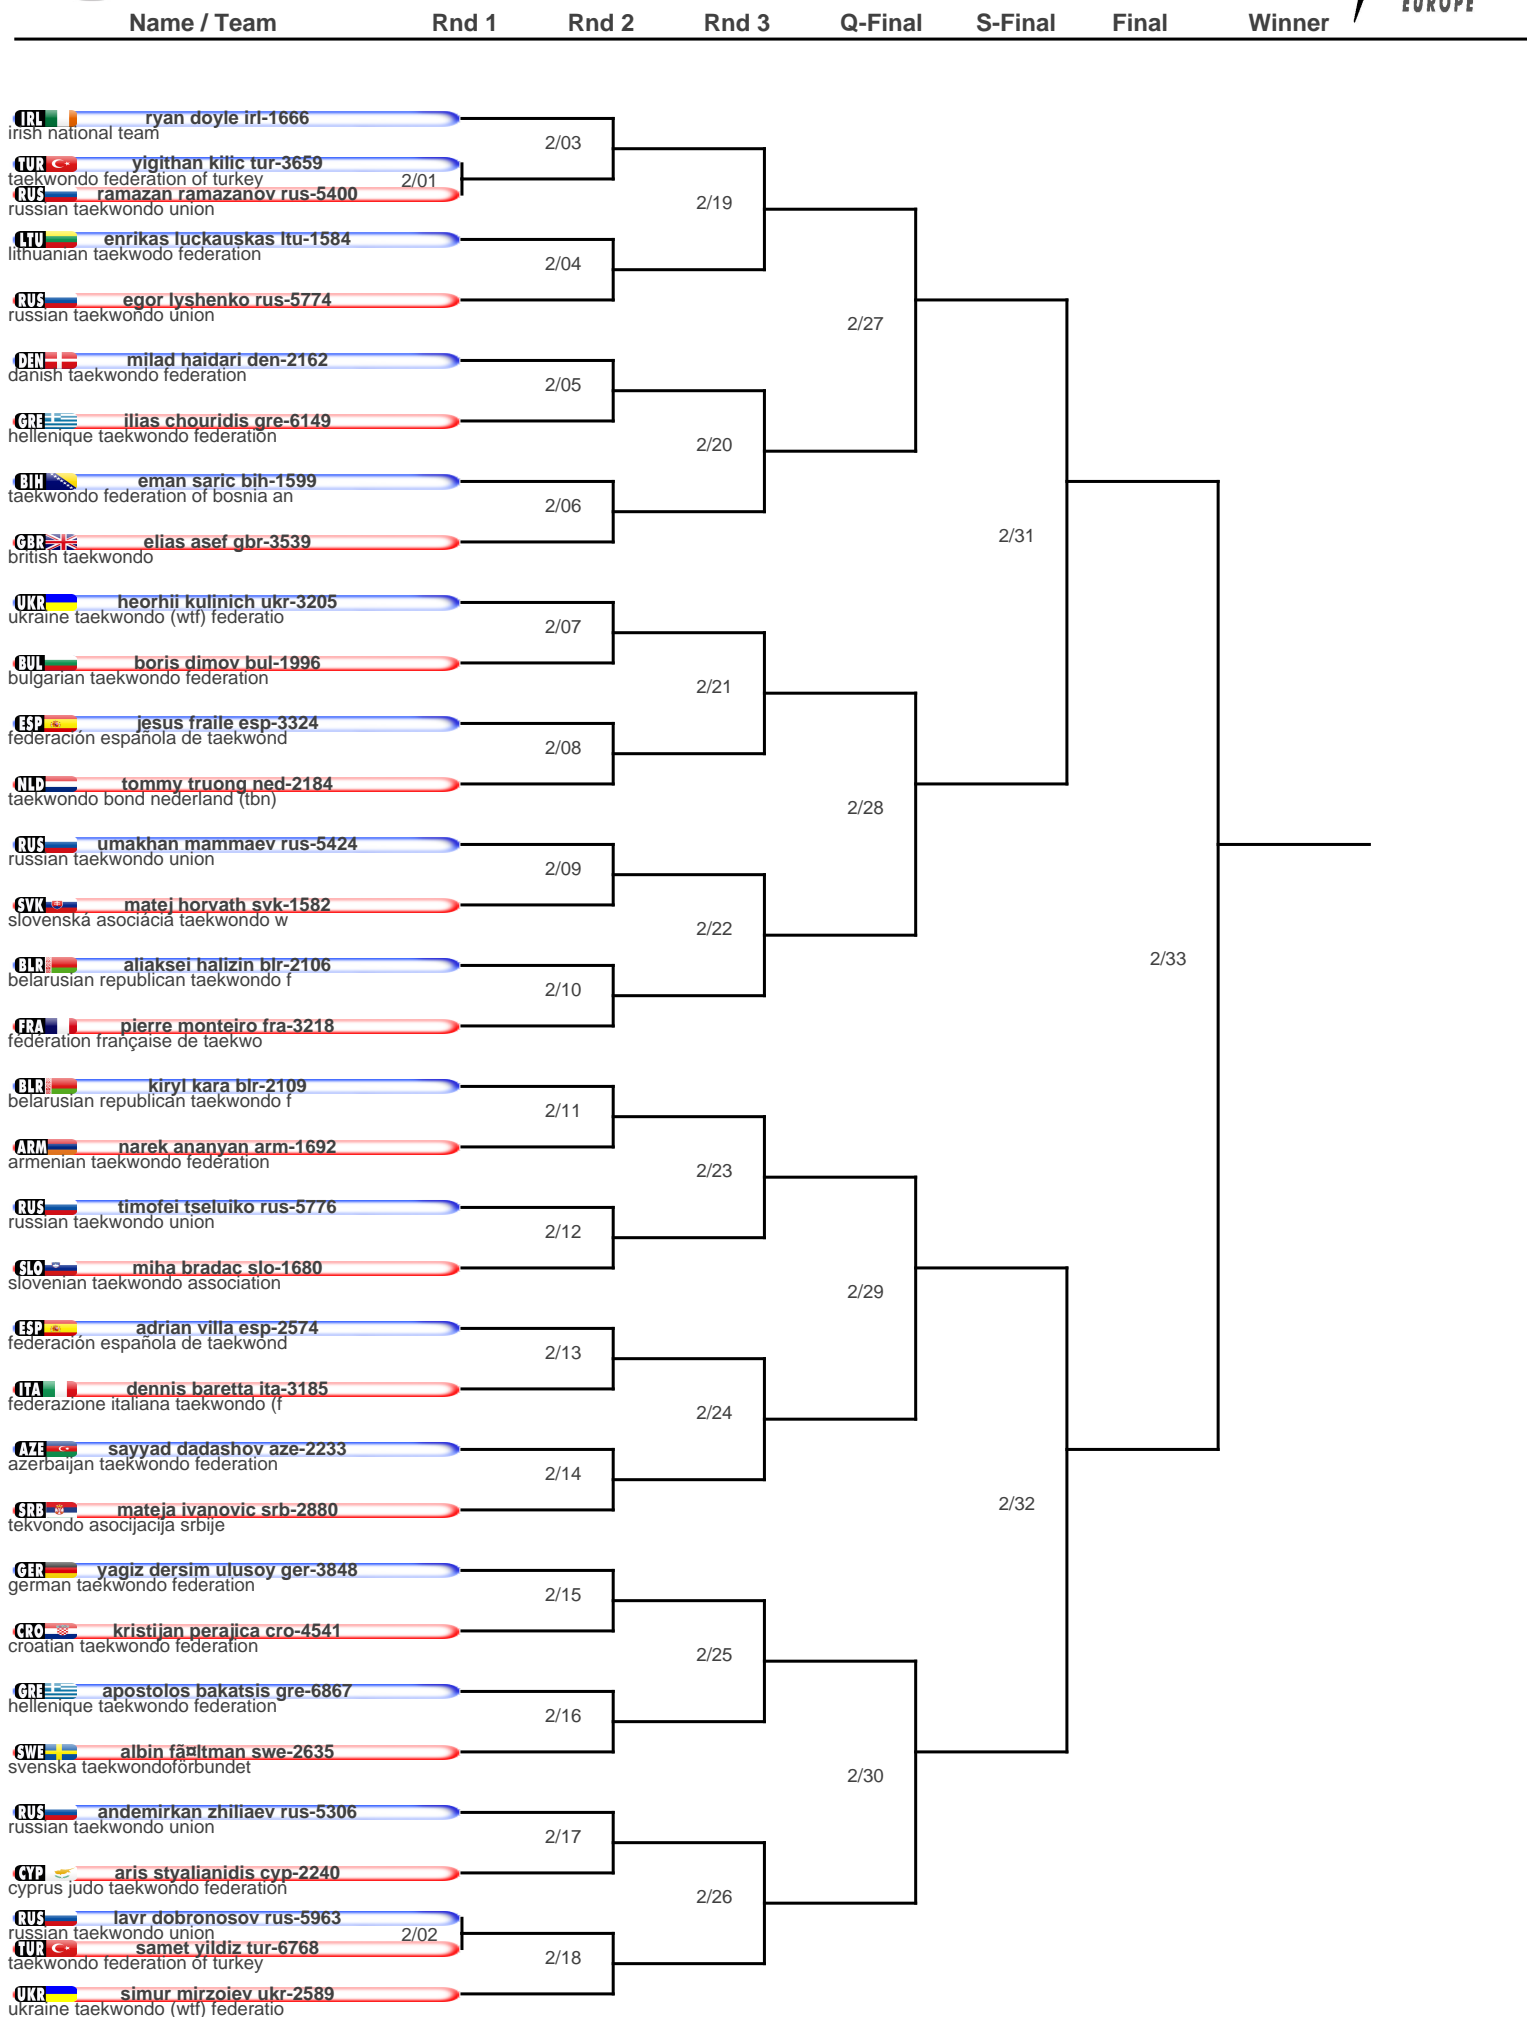 EUROPE
Name / Team Rnd 1 Rnd 2 Rnd 3 Q-Final S-Final Final Winner
IRL ryan doyle irl-1666
irish national team
2/03
TUR yigithan kilic tur-3659
taekwondo federation of turkey
2/01
RUS ramazan ramazanov rus-5400
russian taekwondo union
2/19
LTU enrikas luckauskas ltu-1584
lithuanian taekwodo federation
2/04
RUS egor lyshenko rus-5774
russian taekwondo union
2/27
DEN milad haidari den-2162
danish taekwondo federation
2/05
GRE ilias chouridis gre-6149
hellenique taekwondo federation
2/20
BIH eman saric bih-1599
taekwondo federation of bosnia an
2/06
GBR elias asef gbr-3539
british taekwondo
2/31
UKR heorhii kulinich ukr-3205
ukraine taekwondo (wtf) federatio
2/07
BUL boris dimov bul-1996
bulgarian taekwondo federation
2/21
ESP jesus fraile esp-3324
federación española de taekwond
2/08
NLD tommy truong ned-2184
taekwondo bond nederland (tbn)
2/28
RUS umakhan mammaev rus-5424
russian taekwondo union
2/09
SVK matej horvath svk-1582
slovenská asociácia taekwondo w
2/22
BLR aliaksei halizin blr-2106
belarusian republican taekwondo f
2/33
2/10
FRA pierre monteiro fra-3218
fédération française de taekwo
BLR kiryl kara blr-2109
belarusian republican taekwondo f
2/11
ARM narek ananyan arm-1692
armenian taekwondo federation
2/23
RUS timofei tseluiko rus-5776
russian taekwondo union
2/12
SLO miha bradac slo-1680
slovenian taekwondo association
2/29
ESP adrian villa esp-2574
federación española de taekwond
2/13
ITA dennis baretta ita-3185
federazione italiana taekwondo (f
2/24
AZE sayyad dadashov aze-2233
azerbaijan taekwondo federation
2/14
SRB mateja ivanovic srb-2880
tekvondo asocijacija srbije
2/32
GER yagiz dersim ulusoy ger-3848
german taekwondo federation
2/15
CRO kristijan perajica cro-4541
croatian taekwondo federation
2/25
GRE apostolos bakatsis gre-6867
hellenique taekwondo federation
2/16
SWE albin fã¤ltman swe-2635
svenska taekwondoförbundet
2/30
RUS andemirkan zhiliaev rus-5306
russian taekwondo union
2/17
CYP aris styalianidis cyp-2240
cyprus judo taekwondo federation
2/26
RUS lavr dobronosov rus-5963
russian taekwondo union
2/02
TUR samet yildiz tur-6768
taekwondo federation of turkey
2/18
UKR simur mirzoiev ukr-2589
ukraine taekwondo (wtf) federatio